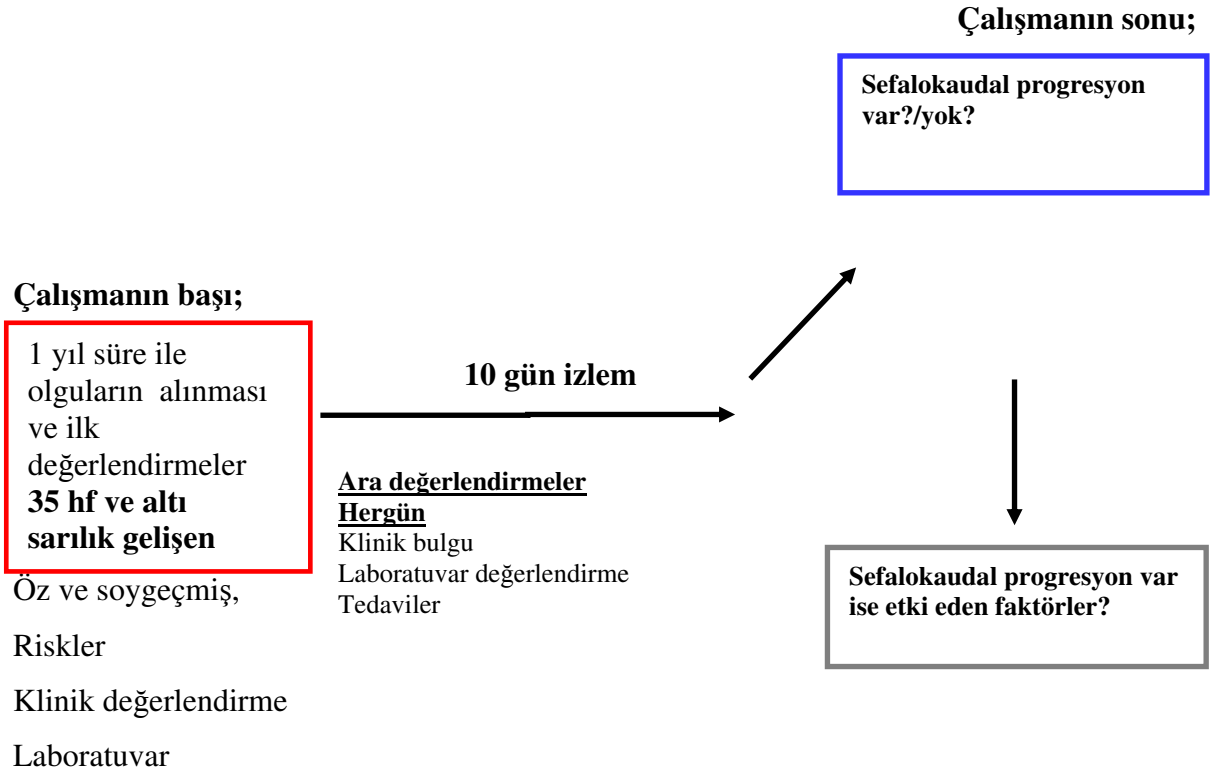 Çalışmanın başı;
1 yıl süre ile
olguların alınması
ve ilk
değerlendirmeler
35 hf ve altı
sarılık gelişen
Öz ve soygeçmiş,
Riskler
Klinik değerlendirme
Laboratuvar
10 gün izlem
Ara değerlendirmeler
Hergün
Klinik bulgu
Laboratuvar değerlendirme
Tedaviler
Çalışmanın sonu;
Sefalokaudal progresyon
var?/yok?
Sefalokaudal progresyon var
ise etki eden faktörler?